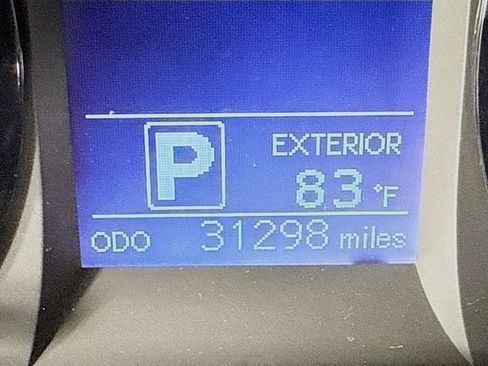 EXTERIOR
P 83 °F
ODO 31298 miles